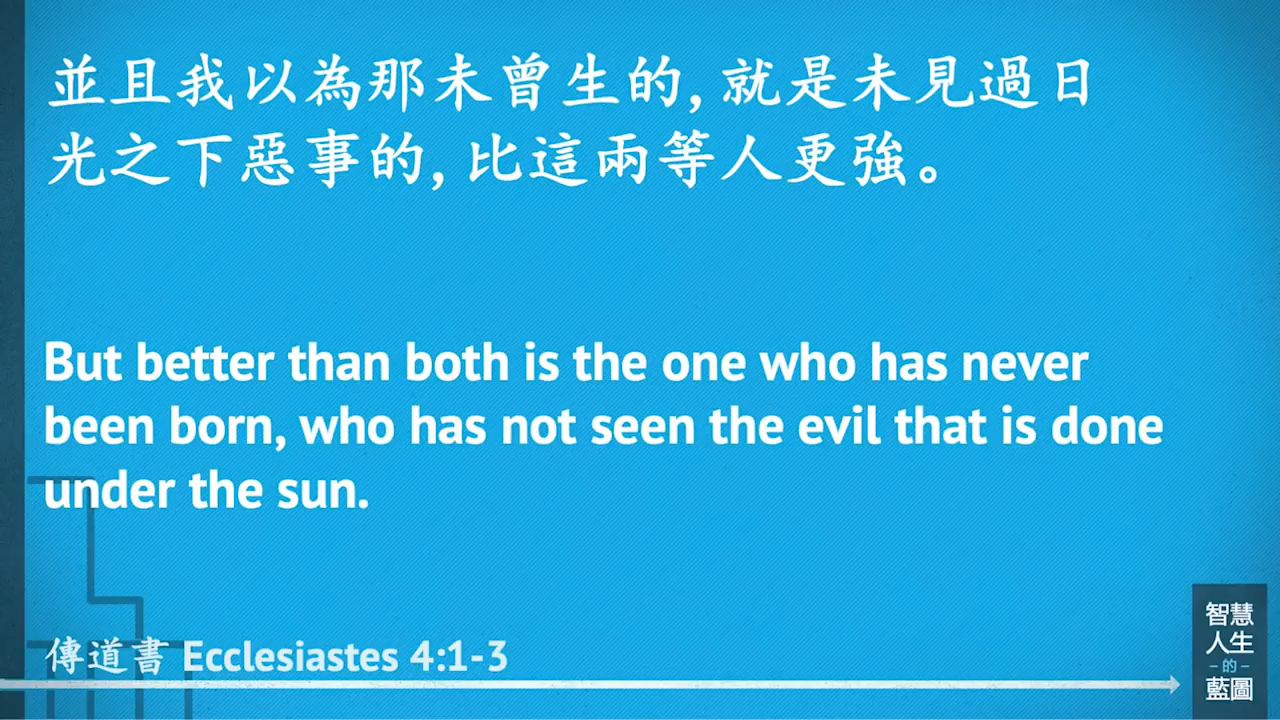 並且我以為那未曾生的,就是未見過日
光之下惡事的,比這兩等人更強。
But better than both is the one who has never
been born, who has not seen the evil that is done
under the sun.
傳道書 Ecclesiastes 4:1-3
智慧
人生
–的–
藍圖